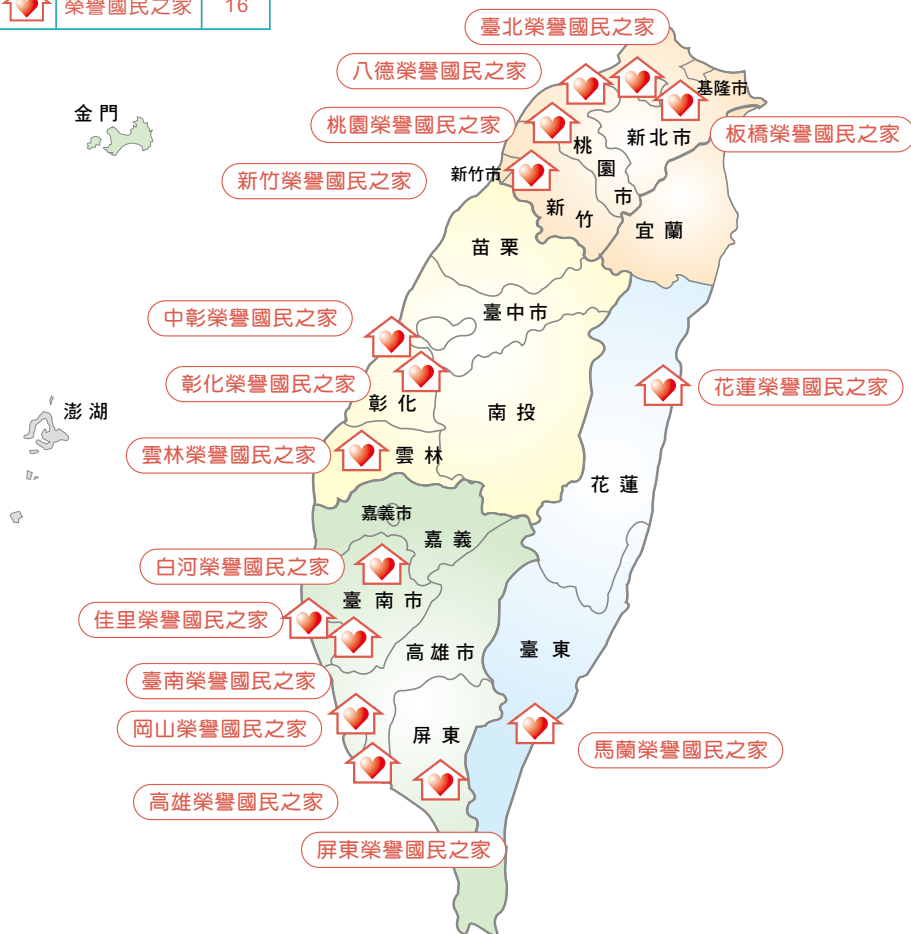 榮譽國民之家 16
臺北榮譽國民之家
八德榮譽國民之家
基隆市
金門
桃園榮譽國民之家
新北市
板橋榮譽國民之家
桃園市
新竹市
新竹榮譽國民之家
新竹
宜蘭
苗栗
臺中市
中彰榮譽國民之家
彰化榮譽國民之家
花蓮榮譽國民之家
彰化
南投
澎湖
雲林榮譽國民之家
雲林
花蓮
嘉義市
嘉義
白河榮譽國民之家
臺南市
佳里榮譽國民之家
高雄市
臺東
臺南榮譽國民之家
岡山榮譽國民之家
屏東
馬蘭榮譽國民之家
高雄榮譽國民之家
屏東榮譽國民之家